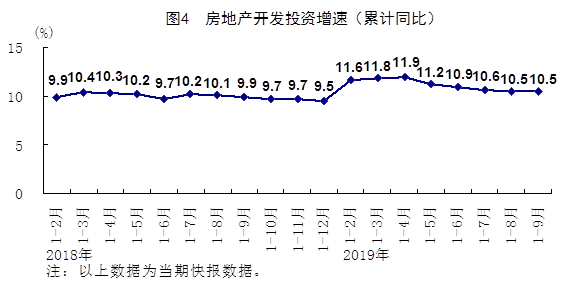 图4  房地产开发投资增速（累计同比）
(%)
15
10
5
0
9.9 10.4 10.3 10.2 9.7 10.2 10.1 9.9 9.7 9.7 9.5 11.6 11.8 11.9 11.2 10.9 10.6 10.5 10.5
1-2月 1-3月 1-4月 1-5月 1-6月 1-7月 1-8月 1-9月 1-10月 1-11月 1-12月 1-2月 1-3月 1-4月 1-5月 1-6月 1-7月 1-8月 1-9月
2018年 2019年
注：以上数据为当期快报数据。